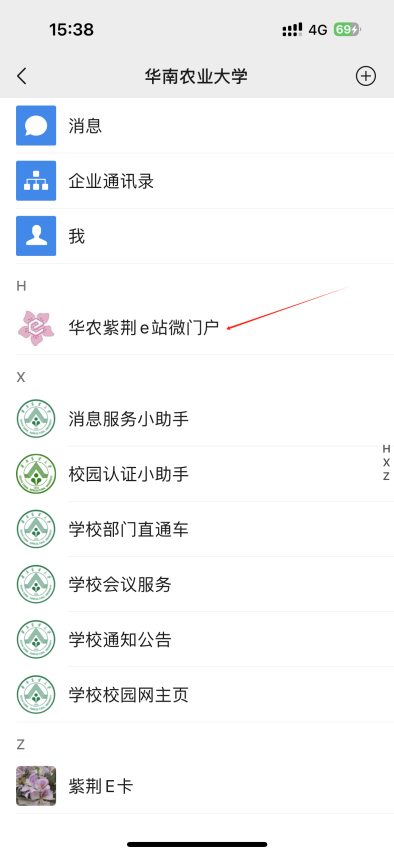 15:38 4G 69
华南农业大学
消息
企业通讯录
我
H
华农紫荆e站微门户
X
消息服务小助手
校园认证小助手
学校部门直通车
学校会议服务
学校通知公告
学校校园网主页
H
X
Z
Z
紫荆E卡